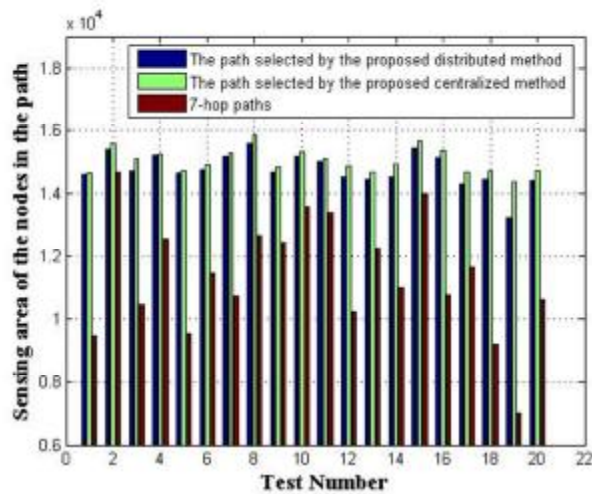 x 10⁴
The path selected by the proposed distributed method
The path selected by the proposed centralized method
7-hop paths
1.8
1.6
1.4
1.2
1
0.8
0.6
Sensing area of the nodes in the path
0 2 4 6 8 10 12 14 16 18 20 22
Test Number